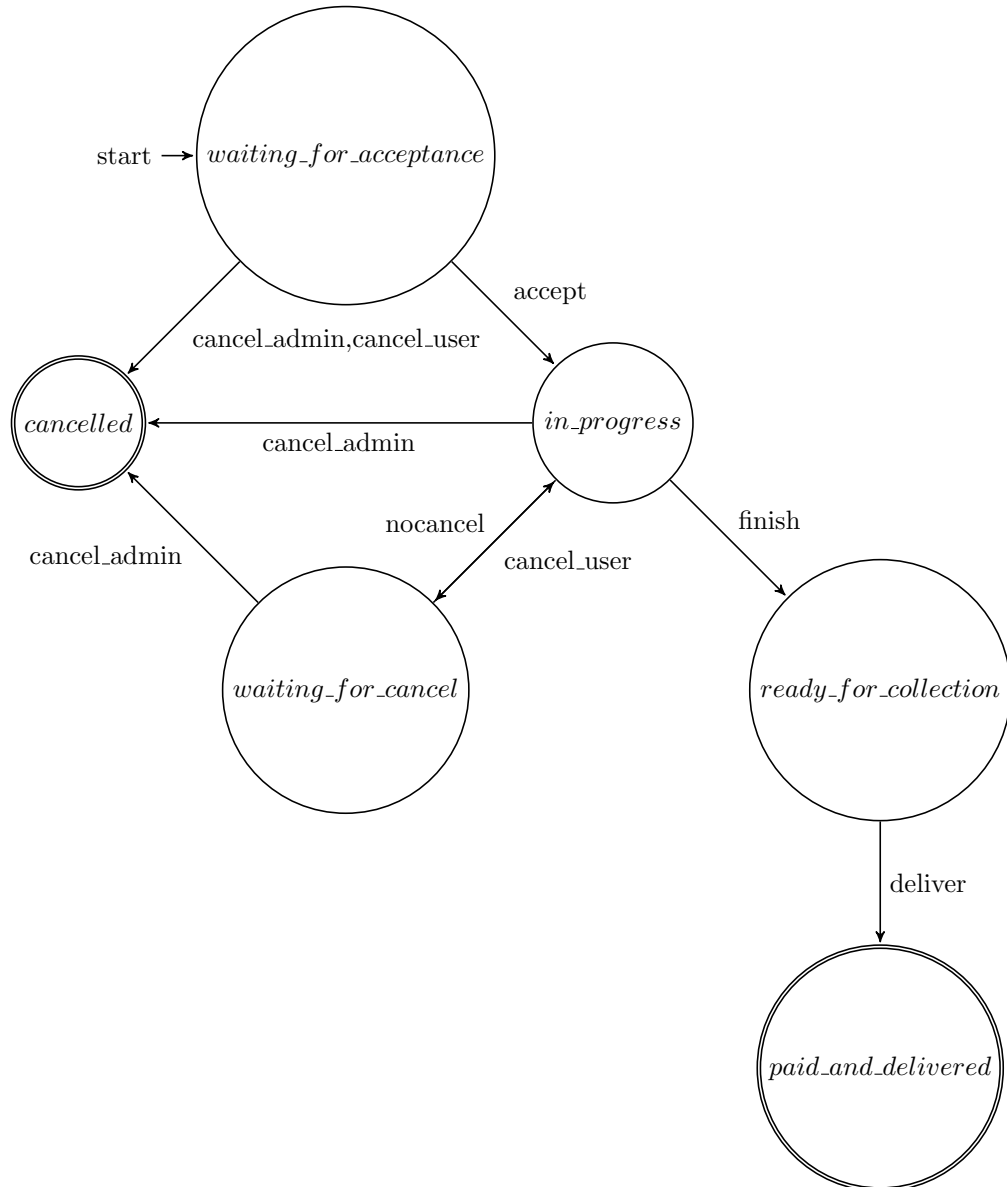 start
waiting_for_acceptance
accept
cancel_admin,cancel_user
cancelled
in_progress
cancel_admin
nocancel
finish
cancel_admin
cancel_user
waiting_for_cancel
ready_for_collection
deliver
paid_and_delivered